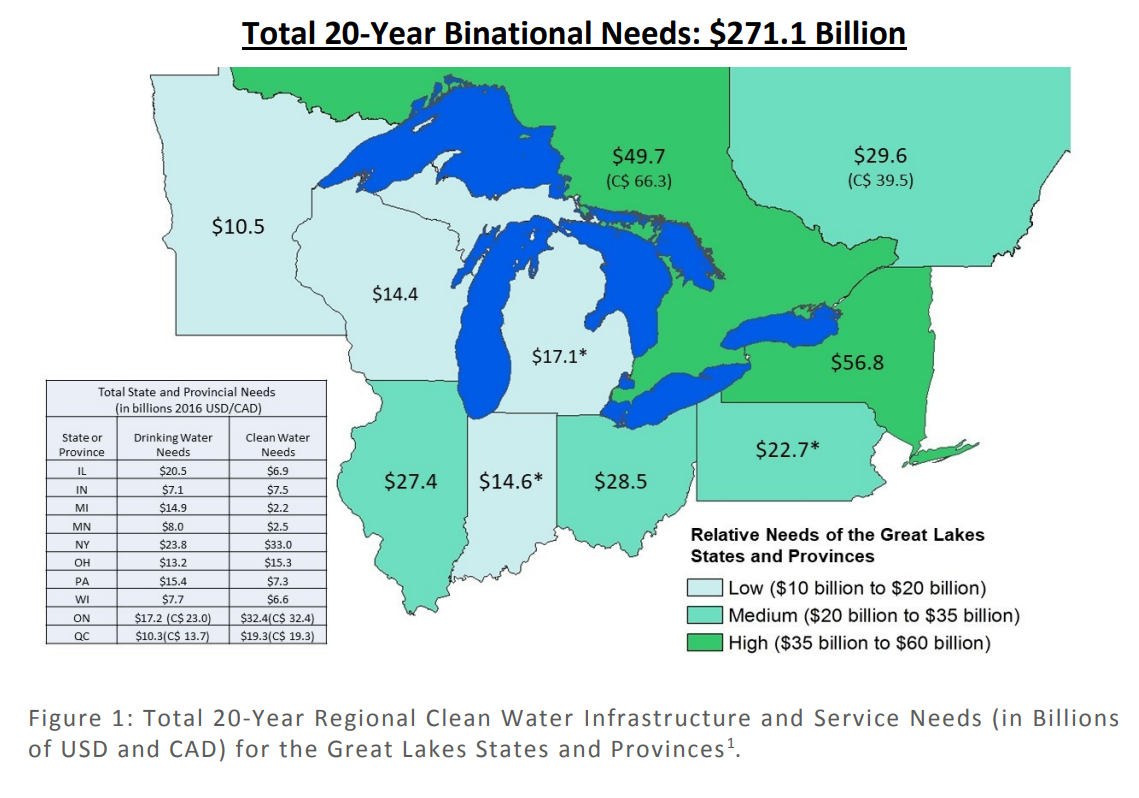 Total 20-Year Binational Needs: $271.1 Billion
$49.7
(C$ 66.3)
$29.6
(C$ 39.5)
$10.5
$14.4
$17.1*
$56.8
$22.7*
$27.4
$14.6*
$28.5
Total State and Provincial Needs
(in billions 2016 USD/CAD)
State or Province Drinking Water Needs Clean Water Needs
IL $20.5 $6.9
IN $7.1 $7.5
MI $14.9 $2.2
MN $8.0 $2.5
NY $23.8 $33.0
OH $13.2 $15.3
PA $15.4 $7.3
WI $7.7 $6.6
ON $17.2 (C$ 23.0) $32.4(C$ 32.4)
QC $10.3(C$ 13.7) $19.3(C$ 19.3)
Relative Needs of the Great Lakes
States and Provinces
Low ($10 billion to $20 billion)
Medium ($20 billion to $35 billion)
High ($35 billion to $60 billion)
Figure 1: Total 20-Year Regional Clean Water Infrastructure and Service Needs (in Billions
of USD and CAD) for the Great Lakes States and Provinces¹.